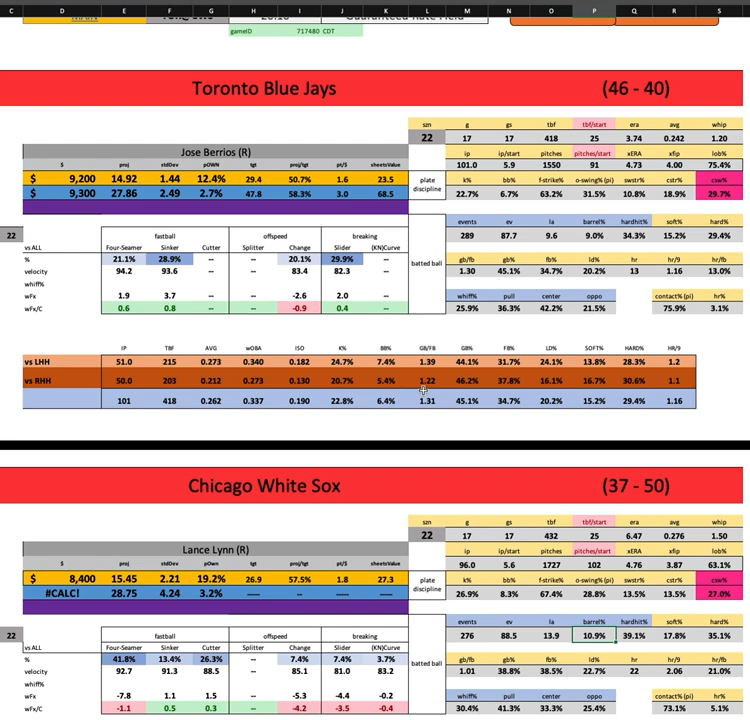 C D E F G H I J K L M N O P Q R S
MAIN
gameID 717480 CDT
Toronto Blue Jays (46 - 40)
szn g gs tbf tbf/start era avg whip
22 17 17 418 25 3.74 0.242 1.20
Jose Berrios (R) ip ip/start pitches pitches/start xERA xfip lob%
$ proj stdDev pOWN tgt proj/tgt pt/$ sheetsValue 101.0 5.9 1550 91 4.73 4.00 75.4%
$ 9,200 14.92 1.44 12.4% 29.4 50.7% 1.6 23.5 plate discipline k% bb% f-strike% o-swing% (pi) swstr% cstr% csw%
$ 9,300 27.86 2.49 2.7% 47.8 58.3% 3.0 68.5 22.7% 6.7% 63.2% 31.5% 10.8% 18.9% 29.7%
events ev la barrel% hardhit% soft% hard%
22 fastball offspeed breaking 289 87.7 9.6 9.0% 34.3% 15.2% 29.4%
vs ALL Four-Seamer Sinker Cutter Splitter Change Slider (KN)Curve
% 21.1% 28.9% -- -- 20.1% 29.9% -- batted ball gb/fb gb% fb% ld% hr hr/9 hr/fb
velocity 94.2 93.6 -- -- 83.4 82.3 -- 1.30 45.1% 34.7% 20.2% 13 1.16 13.0%
whiff%
wFx 1.9 3.7 -- -- -2.6 2.0 -- whiff% pull center oppo contact% (pi) hr%
wFx/C 0.6 0.8 -- -- -0.9 0.4 -- 25.9% 36.3% 42.2% 21.5% 75.9% 3.1%
IP TBF AVG wOBA ISO K% BB% GB/FB GB% FB% LD% SOFT% HARD% HR/9
vs LHH 51.0 215 0.273 0.340 0.182 24.7% 7.4% 1.39 44.1% 31.7% 24.1% 13.8% 28.3% 1.2
vs RHH 50.0 203 0.212 0.273 0.130 20.7% 5.4% 1.22 46.2% 37.8% 16.1% 16.7% 30.6% 1.1
101 418 0.262 0.337 0.190 22.8% 6.4% 1.31 45.1% 34.7% 20.2% 15.2% 29.4% 1.16
Chicago White Sox (37 - 50)
szn g gs tbf tbf/start era avg whip
22 17 17 432 25 6.47 0.276 1.50
Lance Lynn (R) ip ip/start pitches pitches/start xERA xfip lob%
$ proj stdDev pOwn tgt proj/tgt pt/$ sheetsValue 96.0 5.6 1727 102 4.76 3.87 63.1%
$ 8,400 15.45 2.21 19.2% 26.9 57.5% 1.8 27.3 plate discipline k% bb% f-strike% o-swing% (pi) swstr% cstr% csw%
#CALC! 28.75 4.24 3.2% ---- -- -- ---- 26.9% 8.3% 67.4% 28.8% 13.5% 13.5% 27.0%
events ev la barrel% hardhit% soft% hard%
22 fastball offspeed breaking 276 88.5 13.9 10.9% 39.1% 17.8% 35.1%
vs ALL Four-Seamer Sinker Cutter Splitter Change Slider (KN)Curve
% 41.8% 13.4% 26.3% -- 7.4% 7.4% 3.7% batted ball gb/fb gb% fb% ld% hr hr/9 hr/fb
velocity 92.7 91.3 88.5 -- 85.1 81.0 83.2 1.01 38.8% 38.5% 22.7% 22 2.06 21.0%
whiff%
wFx -7.8 1.1 1.5 -- -5.3 -4.4 -0.2 whiff% pull center oppo contact% (pi) hr%
wFx/C -1.1 0.5 0.3 -- -4.2 -3.5 -0.4 30.4% 41.3% 33.3% 25.4% 73.1% 5.1%